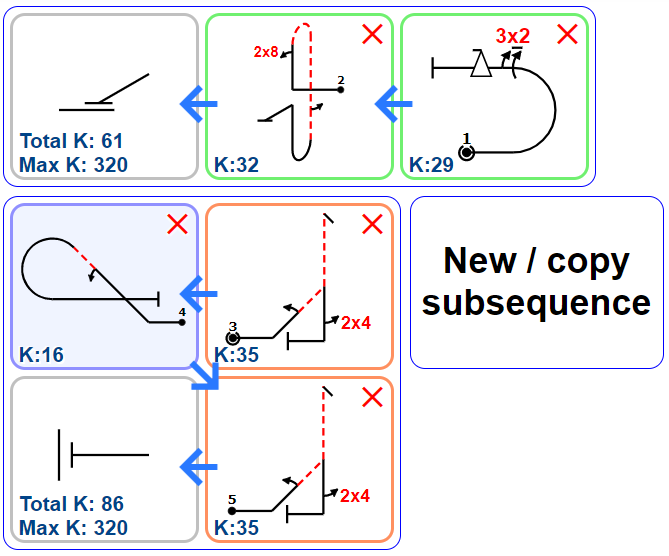 Total K: 61
Max K: 320
2x8
2
K:32
3x2
1
K:29
4
K:16
3
2x4
K:35
New / copy
subsequence
Total K: 86
Max K: 320
5
2x4
K:35